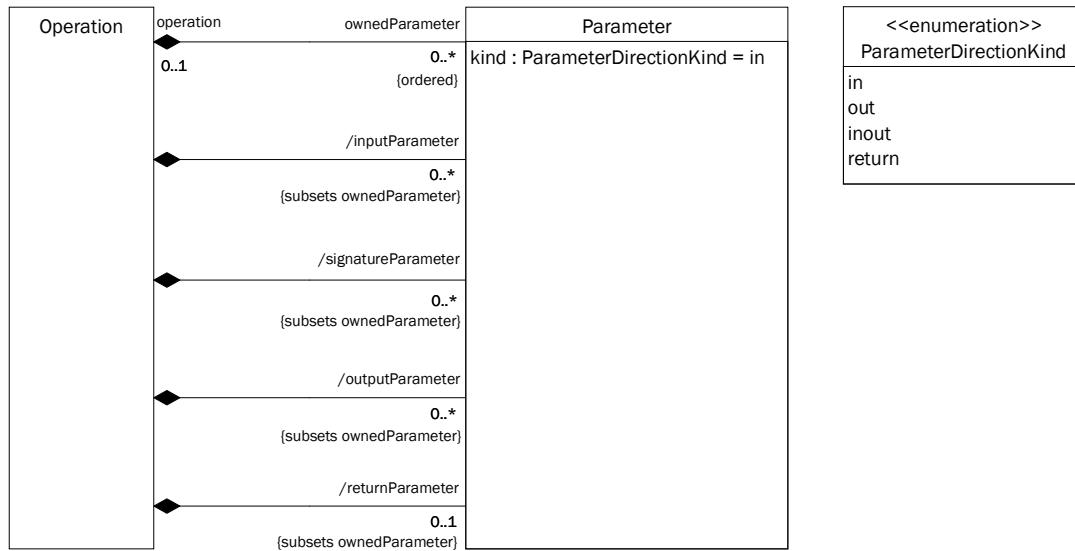 Operation
operation
ownedParameter
Parameter
<<enumeration>>
ParameterDirectionKind
0..1
0..*
{ordered}
kind : ParameterDirectionKind = in
in
out
inout
return
/inputParameter
0..*
{subsets ownedParameter}
/signatureParameter
0..*
{subsets ownedParameter}
/outputParameter
0..*
{subsets ownedParameter}
/returnParameter
0..1
{subsets ownedParameter}